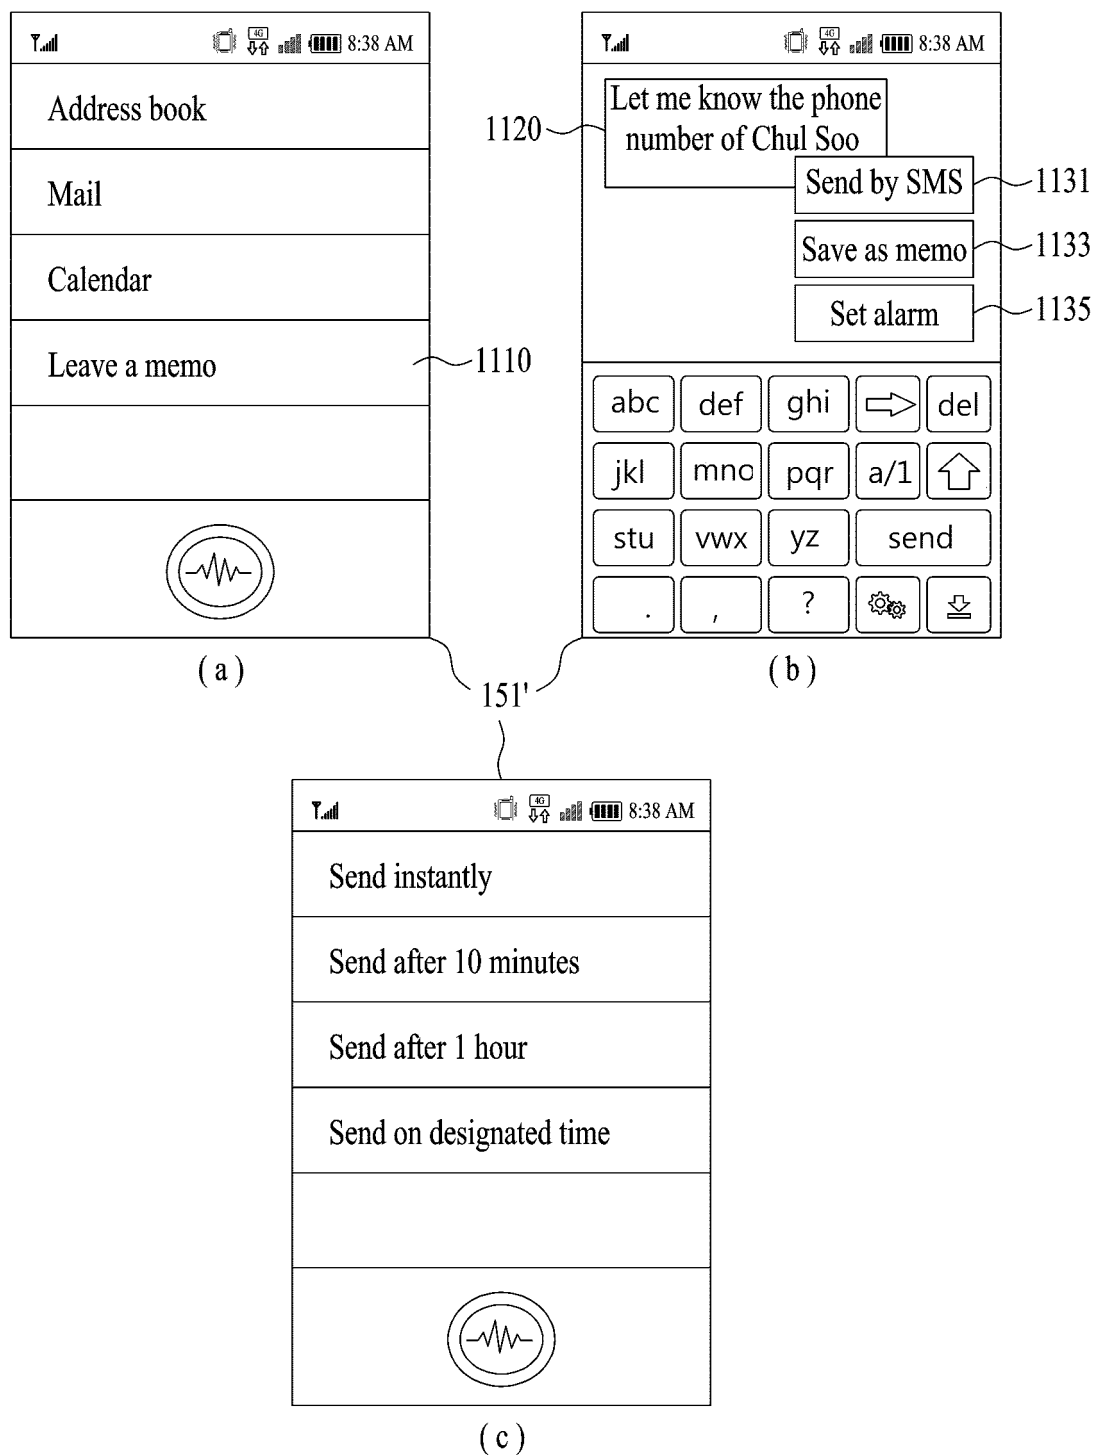 4G 8:38 AM
Address book
Mail
Calendar
Leave a memo
1110
( a )
4G 8:38 AM
Let me know the phone
number of Chul Soo
1120
Send by SMS
1131
Save as memo
1133
Set alarm
1135
abc def ghi del
jkl mno pqr a/1
stu vwx yz send
. , ?
( b )
151'
4G 8:38 AM
Send instantly
Send after 10 minutes
Send after 1 hour
Send on designated time
( c )